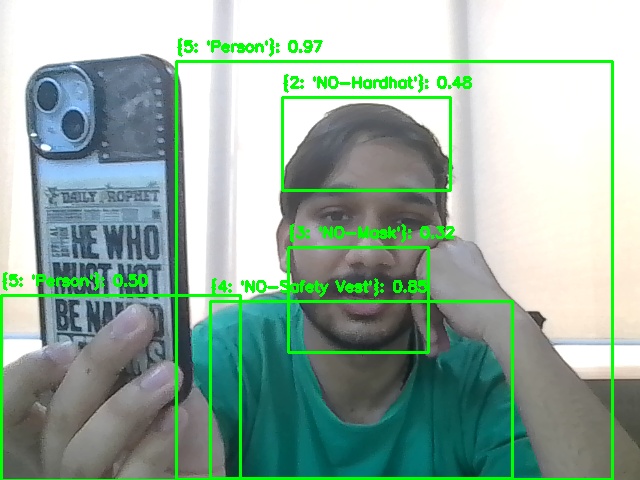 {5: 'Person'}: 0.97
{2: 'NO-Hardhat'}: 0.48
DAILY PROPHET
HE WHO
{3: 'NO-Mask'}: 0.32
MUST NOT
{5: 'Person'}: 0.50
{4: 'NO-Safety Vest'}: 0.85
BE NAMED